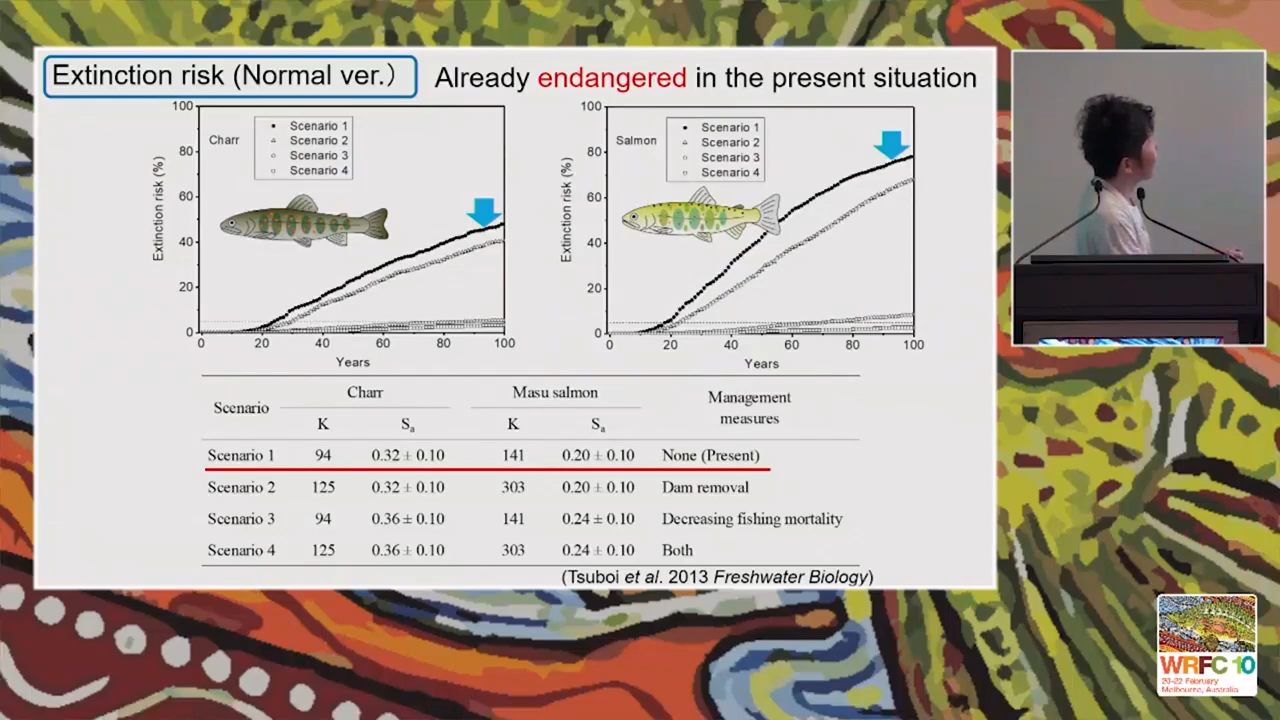 Extinction risk (Normal ver.)
Already endangered in the present situation
100
80
60
40
20
0
Extinction risk (%)
Charr
Scenario 1
Scenario 2
Scenario 3
Scenario 4
0 20 40 60 80 100
Years
100
80
60
40
20
0
Extinction risk (%)
Salmon
Scenario 1
Scenario 2
Scenario 3
Scenario 4
0 20 40 60 80 100
Years
Scenario Charr Masu salmon Management measures
K Sa K Sa
Scenario 1 94 0.32 ± 0.10 141 0.20 ± 0.10 None (Present)
Scenario 2 125 0.32 ± 0.10 303 0.20 ± 0.10 Dam removal
Scenario 3 94 0.36 ± 0.10 141 0.24 ± 0.10 Decreasing fishing mortality
Scenario 4 125 0.36 ± 0.10 303 0.24 ± 0.10 Both
(Tsuboi et al. 2013 Freshwater Biology)
WRFC 10
20-22 February
Melbourne, Australia